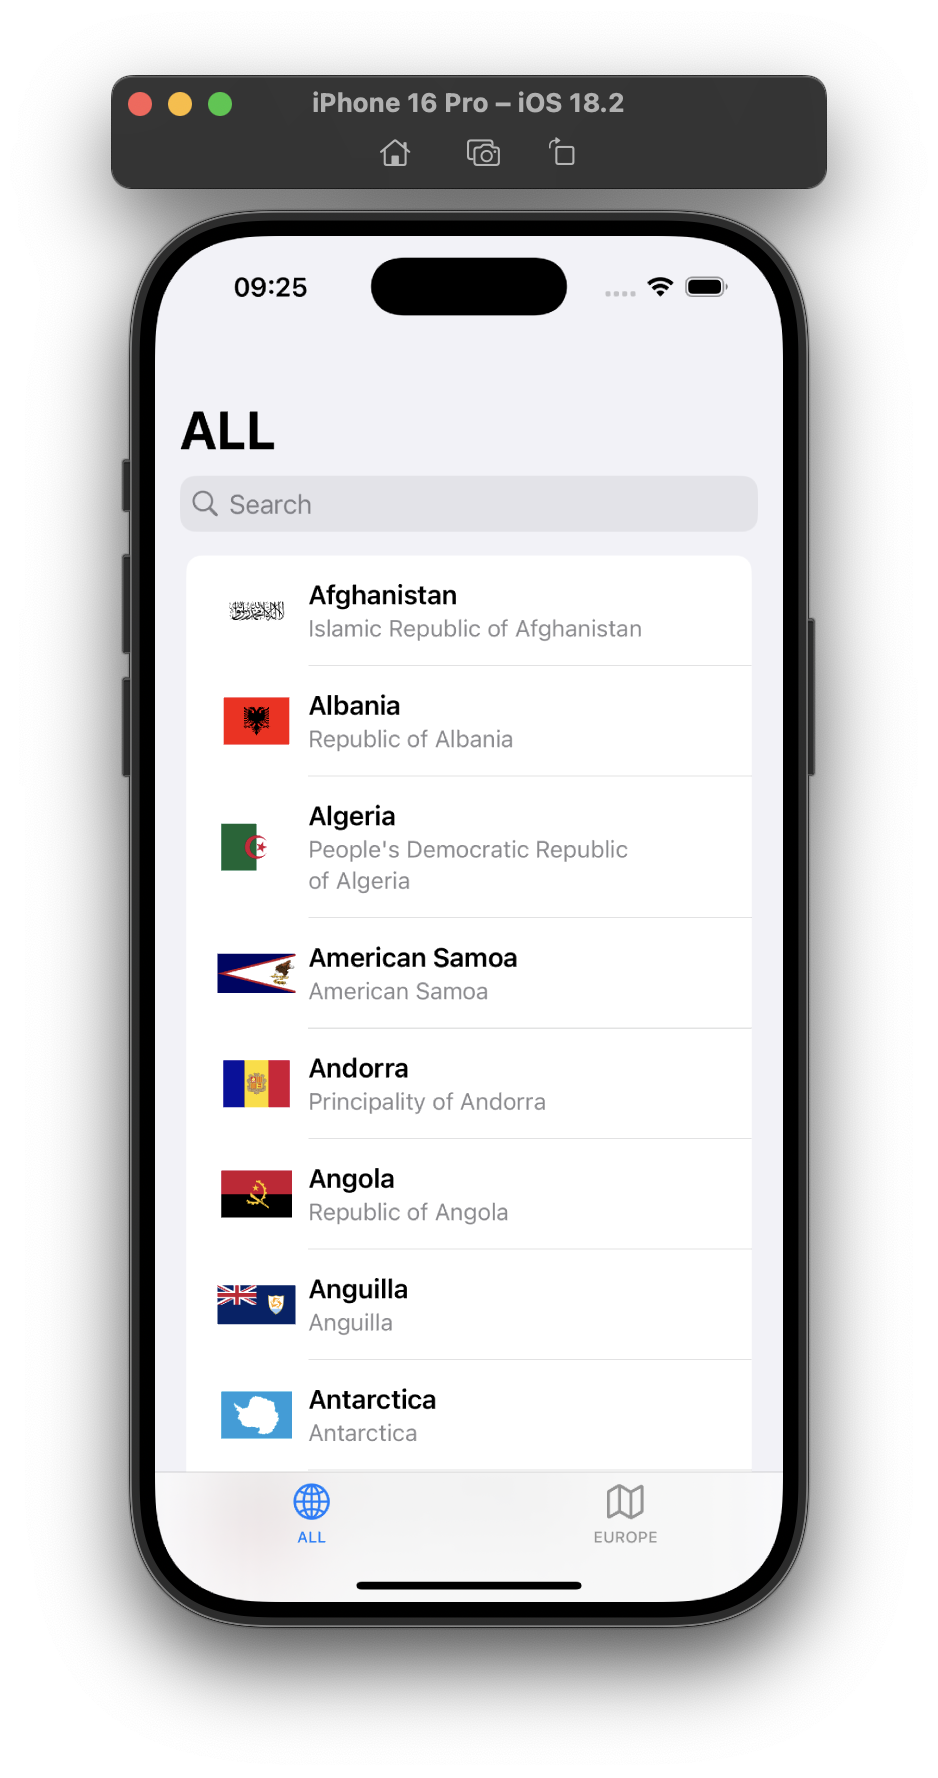 iPhone 16 Pro – iOS 18.2
09:25
ALL
Search
Afghanistan
Islamic Republic of Afghanistan
Albania
Republic of Albania
Algeria
People's Democratic Republic
of Algeria
American Samoa
American Samoa
Andorra
Principality of Andorra
Angola
Republic of Angola
Anguilla
Anguilla
Antarctica
Antarctica
ALL
EUROPE